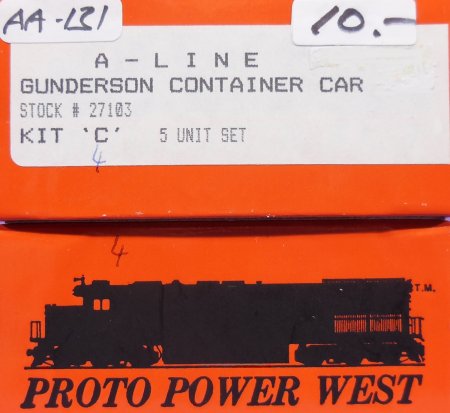 AA-131
10.-
A-LINE
GUNDERSON CONTAINER CAR
STOCK # 27103
KIT 'C' 5 UNIT SET
4
4
T.M.
PROTO POWER WEST